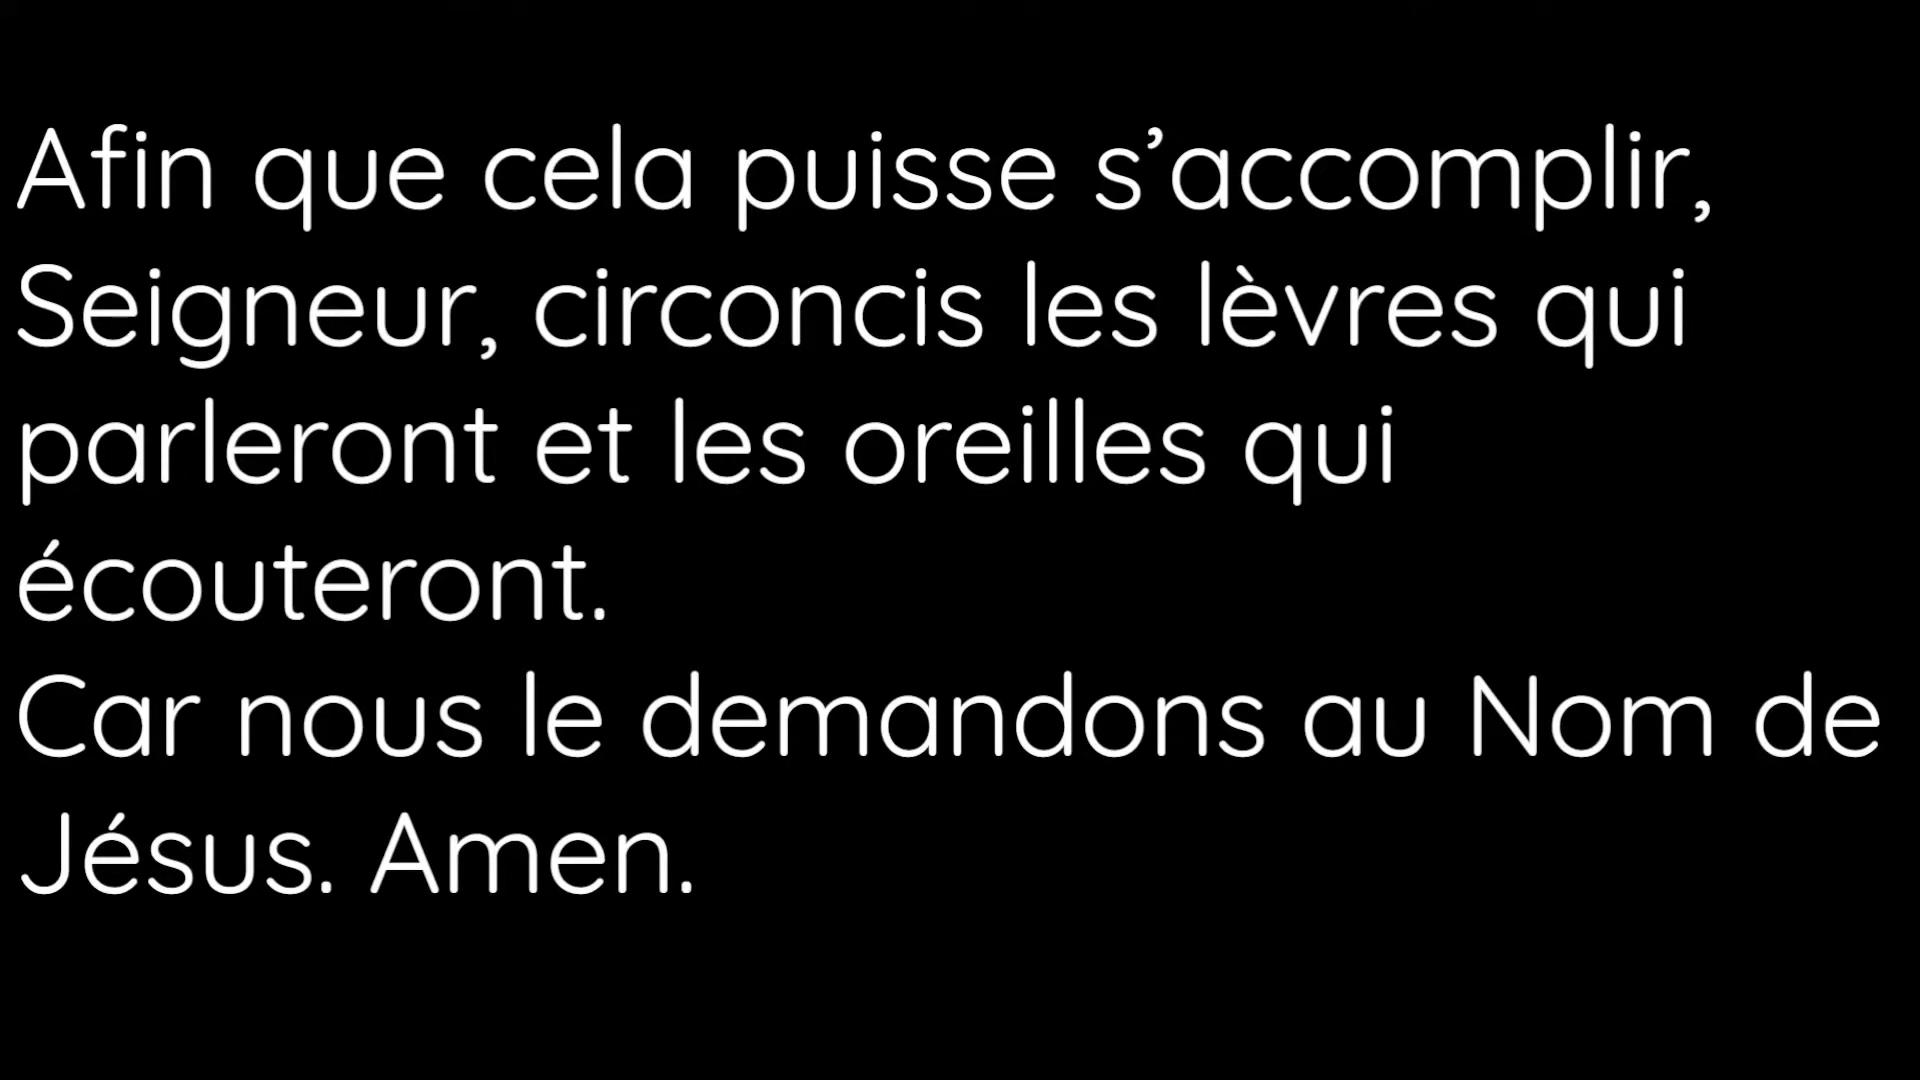 Afin que cela puisse s’accomplir,
Seigneur, circoncis les lèvres qui
parleront et les oreilles qui
écouteront.
Car nous le demandons au Nom de
Jésus. Amen.